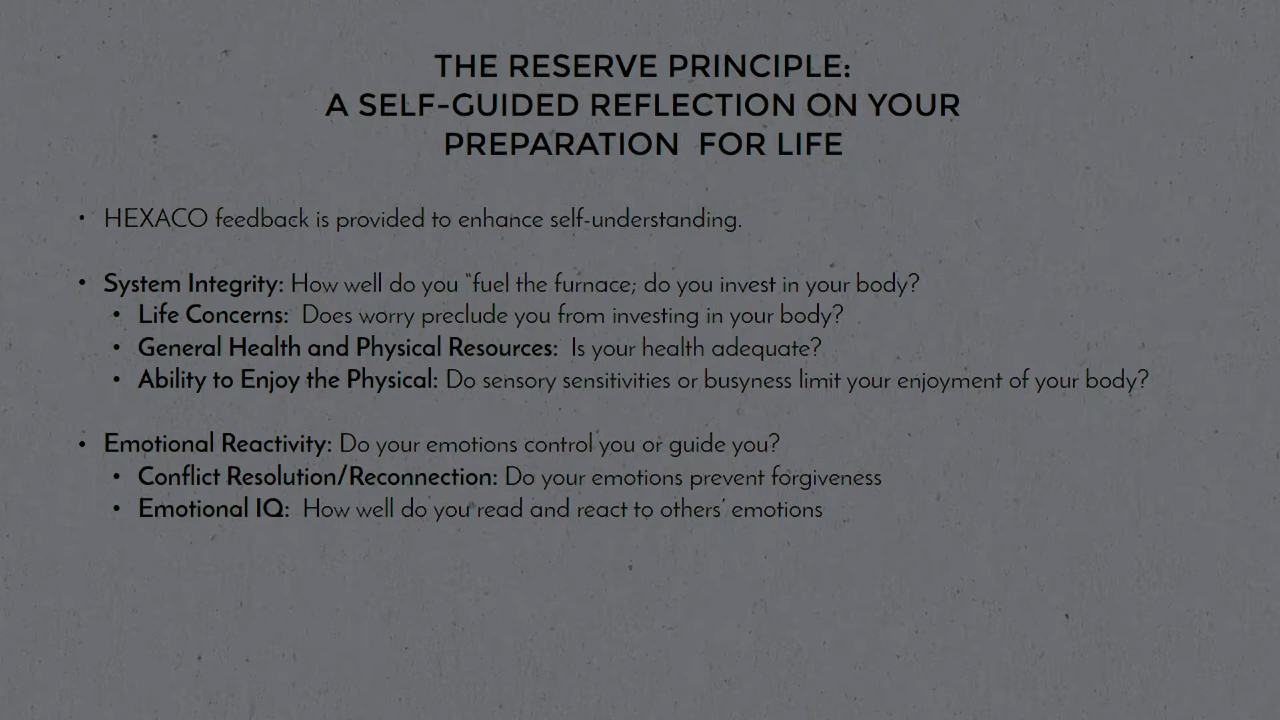 THE RESERVE PRINCIPLE:
A SELF-GUIDED REFLECTION ON YOUR
PREPARATION  FOR LIFE
• HEXACO feedback is provided to enhance self-understanding.
• System Integrity: How well do you “fuel the furnace; do you invest in your body?
• Life Concerns:  Does worry preclude you from investing in your body?
• General Health and Physical Resources:  Is your health adequate?
• Ability to Enjoy the Physical: Do sensory sensitivities or busyness limit your enjoyment of your body?
• Emotional Reactivity: Do your emotions control you or guide you?
• Conflict Resolution/Reconnection: Do your emotions prevent forgiveness
• Emotional IQ:  How well do you read and react to others’ emotions